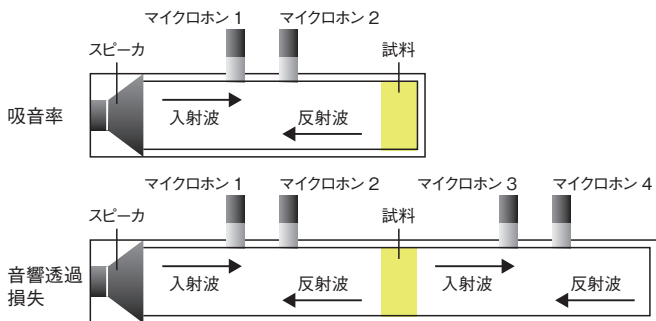 マイクロホン 1 マイクロホン 2
スピーカ 試料
吸音率
入射波 反射波
マイクロホン 1 マイクロホン 2 マイクロホン 3 マイクロホン 4
スピーカ 試料
音響透過
損失
入射波 反射波 入射波 反射波